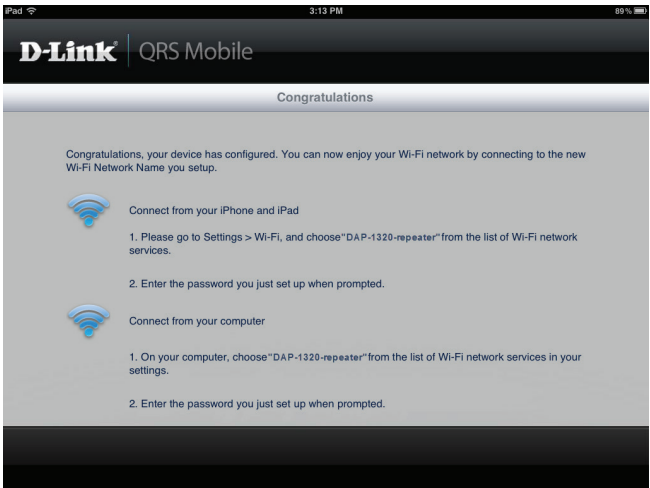 iPad 3:13 PM 89%
D-Link® QRS Mobile
Congratulations
Congratulations, your device has configured. You can now enjoy your Wi-Fi network by connecting to the new
Wi-Fi Network Name you setup.
Connect from your iPhone and iPad
1. Please go to Settings > Wi-Fi, and choose"DAP-1320-repeater"from the list of Wi-Fi network
services.
2. Enter the password you just set up when prompted.
Connect from your computer
1. On your computer, choose"DAP-1320-repeater"from the list of Wi-Fi network services in your
settings.
2. Enter the password you just set up when prompted.